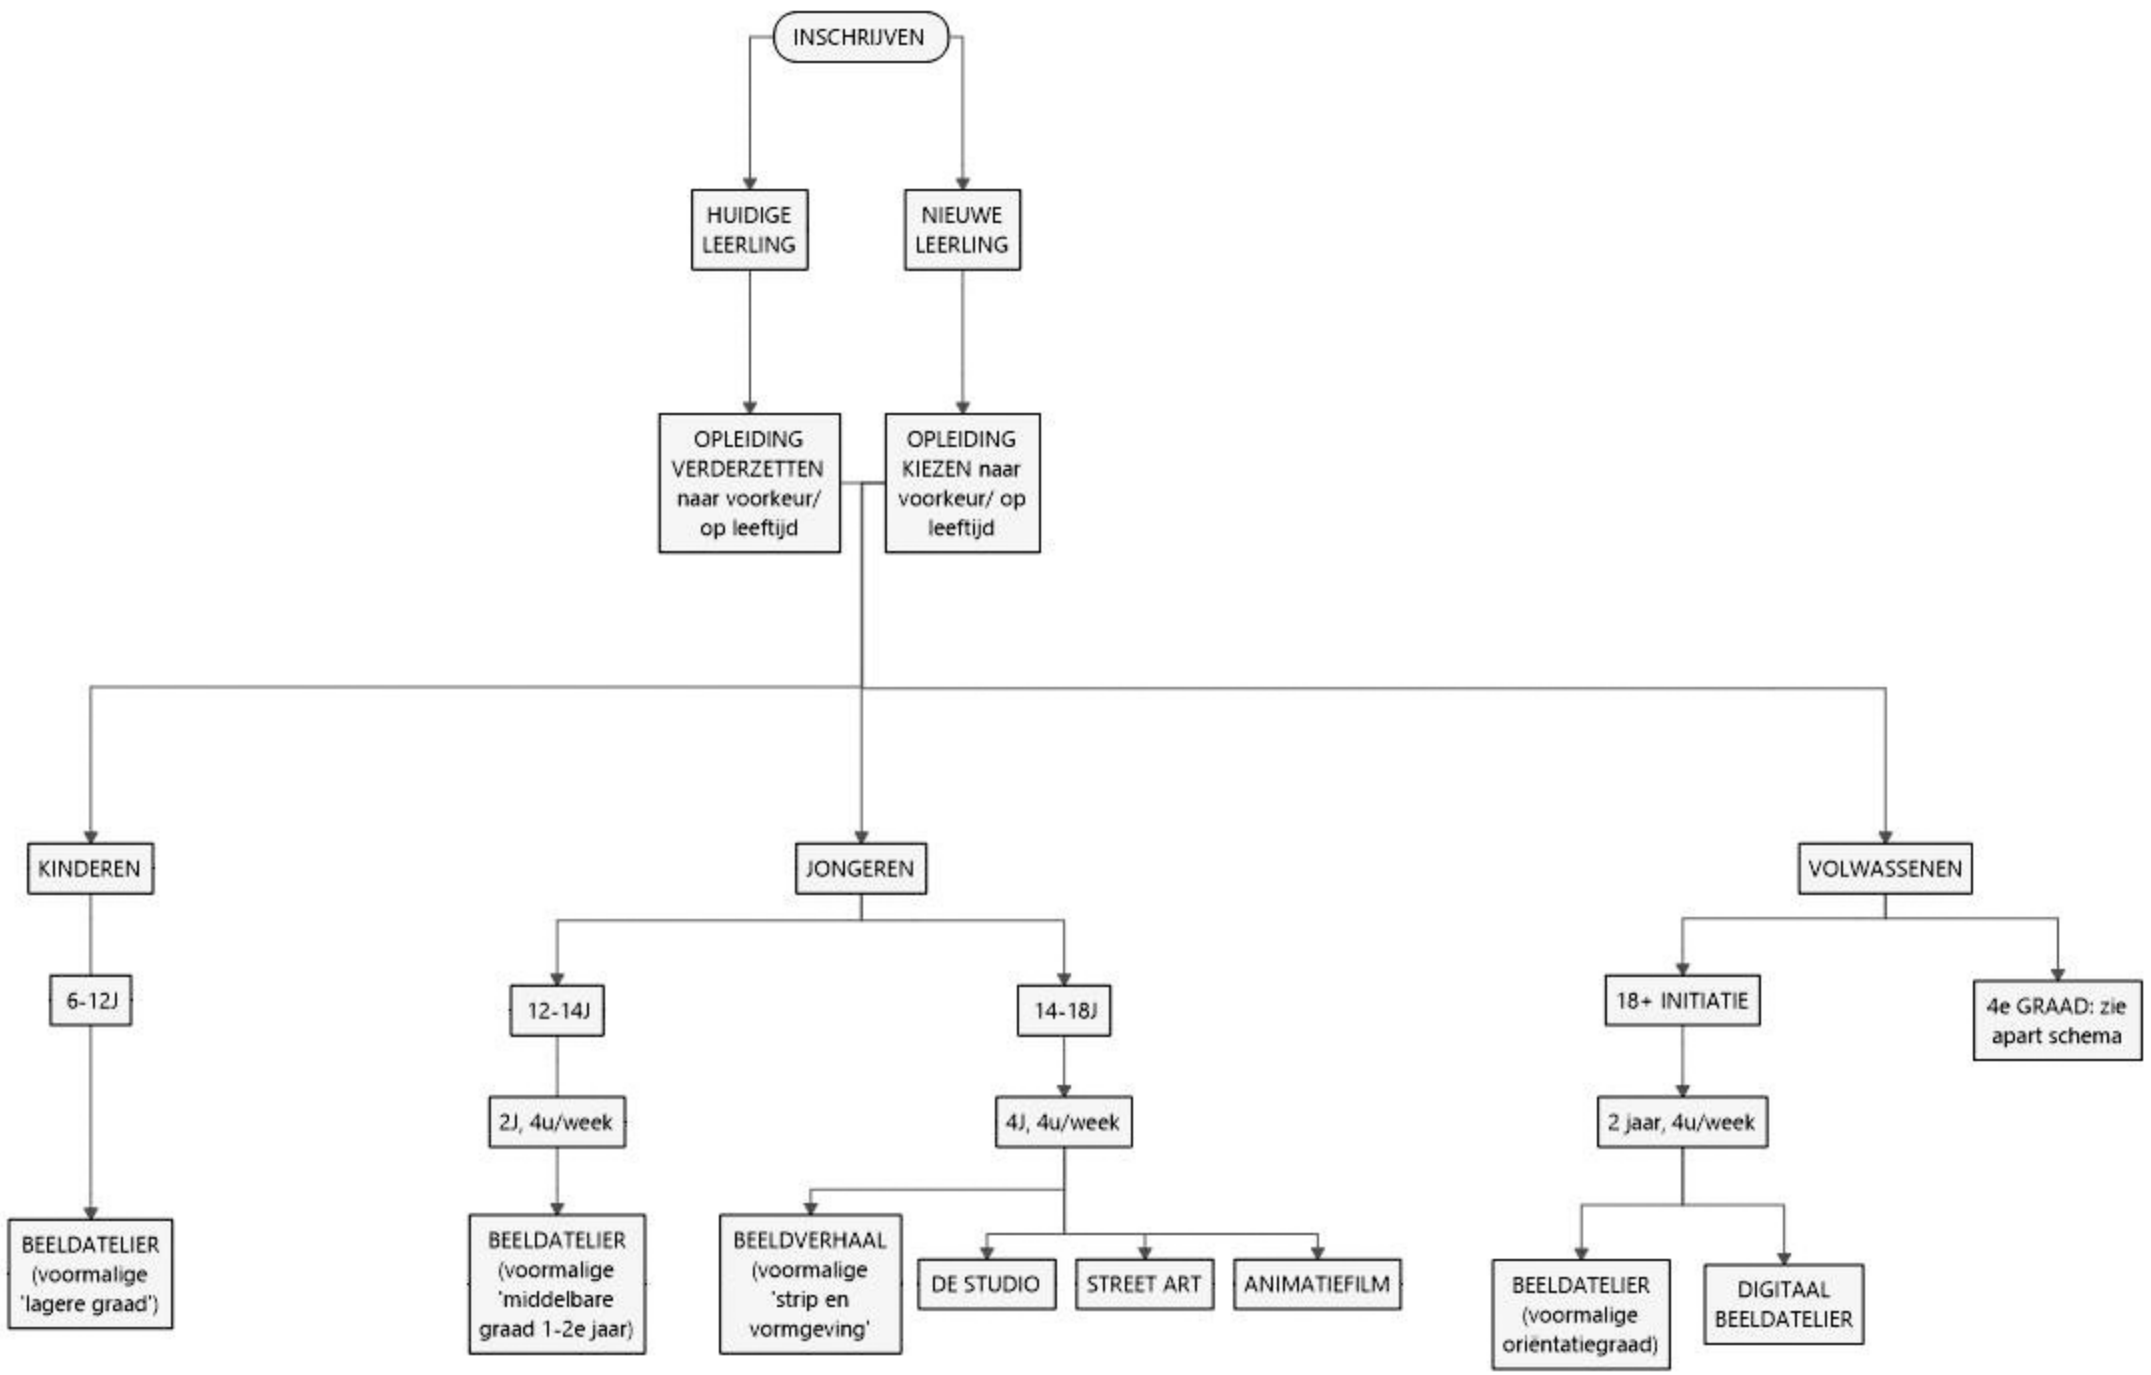 INSCHRIJVEN
HUIDIGE
LEERLING
NIEUWE
LEERLING
OPLEIDING
VERDERZETTEN
naar voorkeur/
op leeftijd
OPLEIDING
KIEZEN naar
voorkeur/ op
leeftijd
KINDEREN
JONGEREN
VOLWASSENEN
6-12J
12-14J
14-18J
18+ INITIATIE
4e GRAAD: zie
apart schema
2J, 4u/week
4J, 4u/week
2 jaar, 4u/week
BEELDATELIER
(voormalige
'lagere graad')
BEELDATELIER
(voormalige
'middelbare
graad 1-2e jaar)
BEELDVERHAAL
(voormalige
'strip en
vormgeving'
DE STUDIO
STREET ART
ANIMATIEFILM
BEELDATELIER
(voormalige
oriëntatiegraad)
DIGITAAL
BEELDATELIER